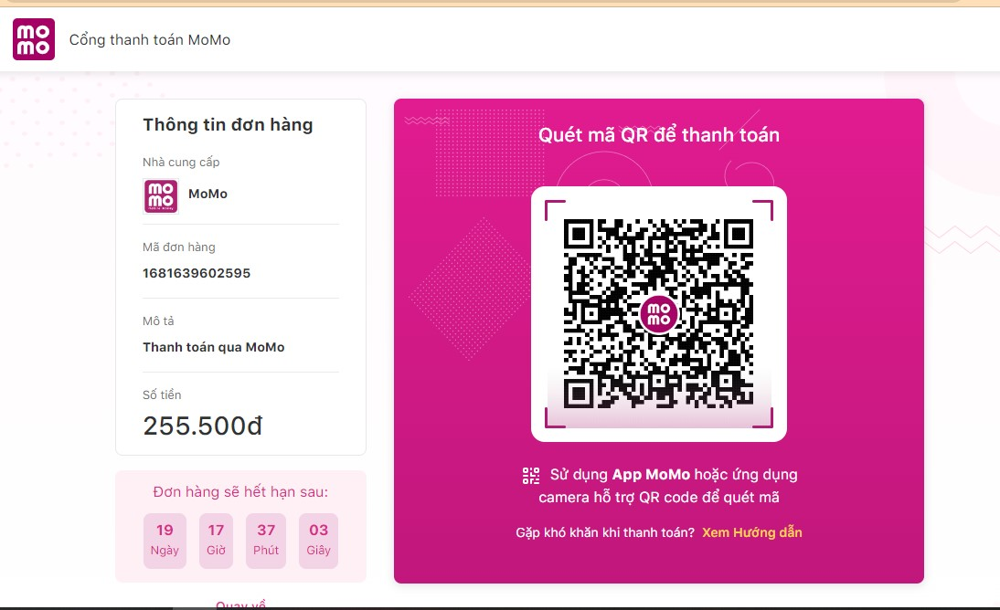 mo
mo
Cổng thanh toán MoMo
Thông tin đơn hàng
Nhà cung cấp
mo
mo
MoMo
Mã đơn hàng
1681639602595
Mô tả
Thanh toán qua MoMo
Số tiền
255.500đ
Đơn hàng sẽ hết hạn sau:
19 17 37 03
Ngày Giờ Phút Giây
Quay về
Quét mã QR để thanh toán
mo
mo
Sử dụng App MoMo hoặc ứng dụng
camera hỗ trợ QR code để quét mã
Gặp khó khăn khi thanh toán? Xem Hướng dẫn